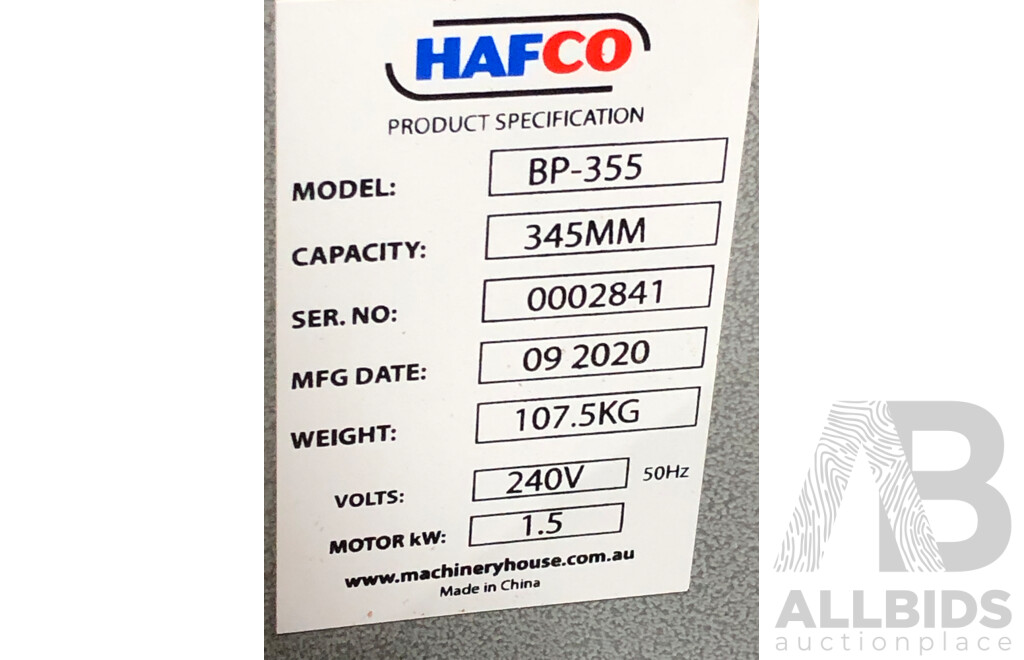 HAFCO
PRODUCT SPECIFICATION
MODEL: BP-355
CAPACITY: 345MM
SER. NO: 0002841
MFG DATE: 09 2020
WEIGHT: 107.5KG
VOLTS: 240V 50Hz
MOTOR kW: 1.5
www.machineryhouse.com.au
Made in China
AB
ALLBIDS
auctionplace